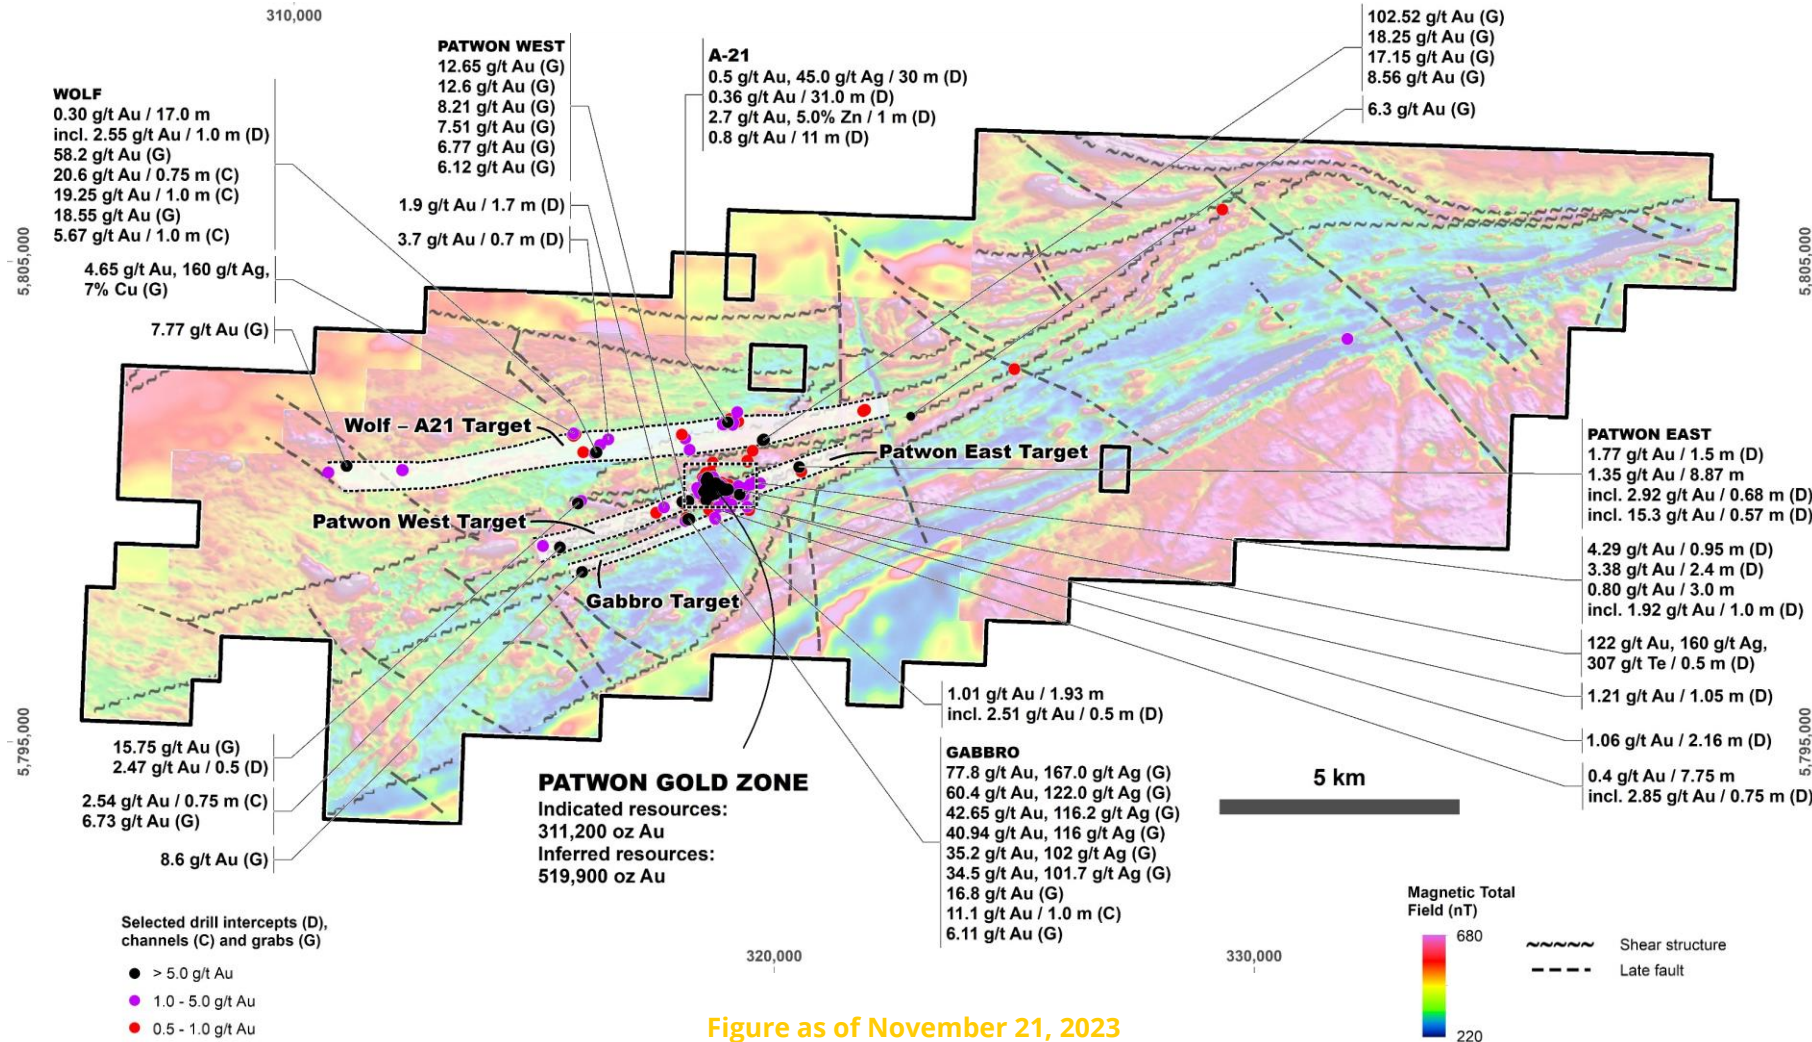 310,000
PATWON WEST
12.65 g/t Au (G)
12.6 g/t Au (G)
8.21 g/t Au (G)
7.51 g/t Au (G)
6.77 g/t Au (G)
6.12 g/t Au (G)
1.9 g/t Au / 1.7 m (D)
3.7 g/t Au / 0.7 m (D)
A-21
0.5 g/t Au, 45.0 g/t Ag / 30 m (D)
0.36 g/t Au / 31.0 m (D)
2.7 g/t Au, 5.0% Zn / 1 m (D)
0.8 g/t Au / 11 m (D)
102.52 g/t Au (G)
18.25 g/t Au (G)
17.15 g/t Au (G)
8.56 g/t Au (G)
6.3 g/t Au (G)
WOLF
0.30 g/t Au / 17.0 m
incl. 2.55 g/t Au / 1.0 m (D)
58.2 g/t Au (G)
20.6 g/t Au / 0.75 m (C)
19.25 g/t Au / 1.0 m (C)
18.55 g/t Au (G)
5.67 g/t Au / 1.0 m (C)
4.65 g/t Au, 160 g/t Ag,
7% Cu (G)
7.77 g/t Au (G)
5,805,000
5,805,000
Wolf – A21 Target
Patwon East Target
Patwon West Target
Gabbro Target
PATWON EAST
1.77 g/t Au / 1.5 m (D)
1.35 g/t Au / 8.87 m
incl. 2.92 g/t Au / 0.68 m (D)
incl. 15.3 g/t Au / 0.57 m (D)
4.29 g/t Au / 0.95 m (D)
3.38 g/t Au / 2.4 m (D)
0.80 g/t Au / 3.0 m
incl. 1.92 g/t Au / 1.0 m (D)
122 g/t Au, 160 g/t Ag,
307 g/t Te / 0.5 m (D)
1.21 g/t Au / 1.05 m (D)
1.06 g/t Au / 2.16 m (D)
0.4 g/t Au / 7.75 m
incl. 2.85 g/t Au / 0.75 m (D)
5,795,000
5,795,000
15.75 g/t Au (G)
2.47 g/t Au / 0.5 (D)
2.54 g/t Au / 0.75 m (C)
6.73 g/t Au (G)
8.6 g/t Au (G)
PATWON GOLD ZONE
Indicated resources:
311,200 oz Au
Inferred resources:
519,900 oz Au
1.01 g/t Au / 1.93 m
incl. 2.51 g/t Au / 0.5 m (D)
GABBRO
77.8 g/t Au, 167.0 g/t Ag (G)
60.4 g/t Au, 122.0 g/t Ag (G)
42.65 g/t Au, 116.2 g/t Ag (G)
40.94 g/t Au, 116 g/t Ag (G)
35.2 g/t Au, 102 g/t Ag (G)
34.5 g/t Au, 101.7 g/t Ag (G)
16.8 g/t Au (G)
11.1 g/t Au / 1.0 m (C)
6.11 g/t Au (G)
5 km
Selected drill intercepts (D),
channels (C) and grabs (G)
> 5.0 g/t Au
1.0 - 5.0 g/t Au
0.5 - 1.0 g/t Au
320,000
330,000
Magnetic Total
Field (nT)
680
220
Shear structure
Late fault
Figure as of November 21, 2023